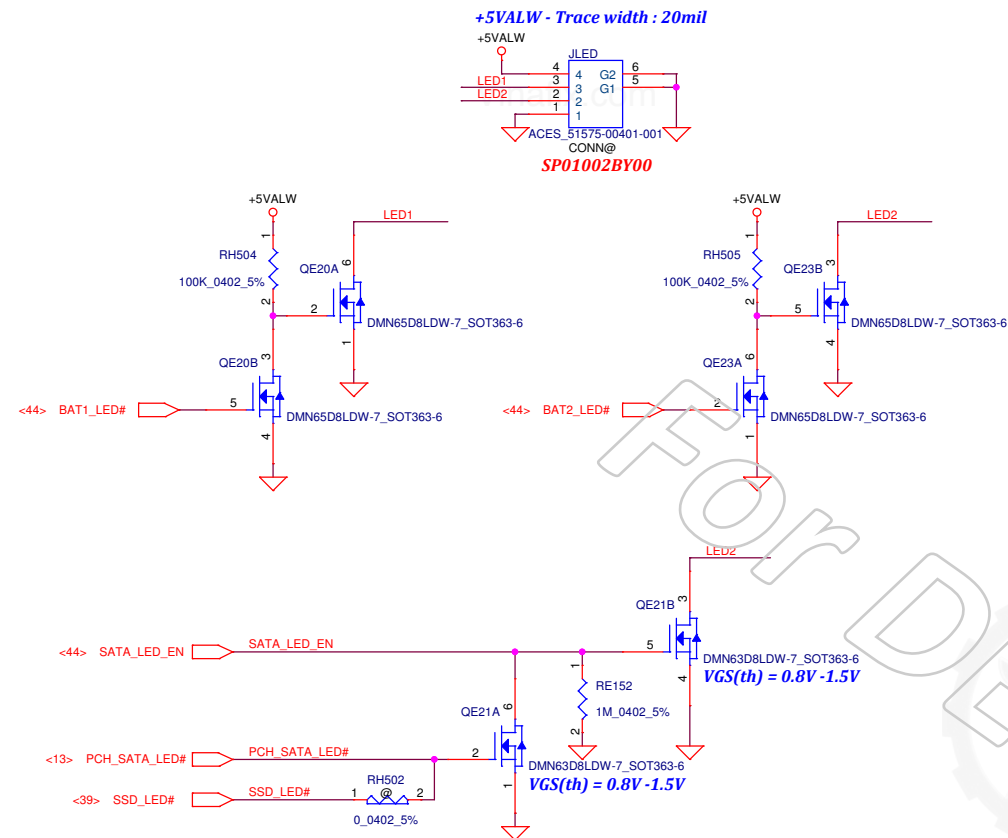 +5VALW - Trace width : 20mil
+5VALW
JLED
LED1
LED2
4
3
2
1
4
3
2
1
G2
G1
6
5
ACES_51575-00401-001
CONN@
SP01002BY00
+5VALW
1
RH504
100K_0402_5%
2
LED1
6
QE20A
2
DMN65D8LDW-7_SOT363-6
1
3
QE20B
<44> BAT1_LED#
5
DMN65D8LDW-7_SOT363-6
4
+5VALW
1
RH505
100K_0402_5%
2
LED2
3
QE23B
5
DMN65D8LDW-7_SOT363-6
4
6
QE23A
<44> BAT2_LED#
2
DMN65D8LDW-7_SOT363-6
1
LED2
3
QE21B
<44> SATA_LED_EN
SATA_LED_EN
5
DMN63D8LDW-7_SOT363-6
VGS(th) = 0.8V -1.5V
4
1
RE152
1M_0402_5%
2
6
QE21A
<13> PCH_SATA_LED#
PCH_SATA_LED#
2
DMN63D8LDW-7_SOT363-6
VGS(th) = 0.8V -1.5V
1
<39> SSD_LED#
SSD_LED#
1
RH502
@
2
0_0402_5%
For DE